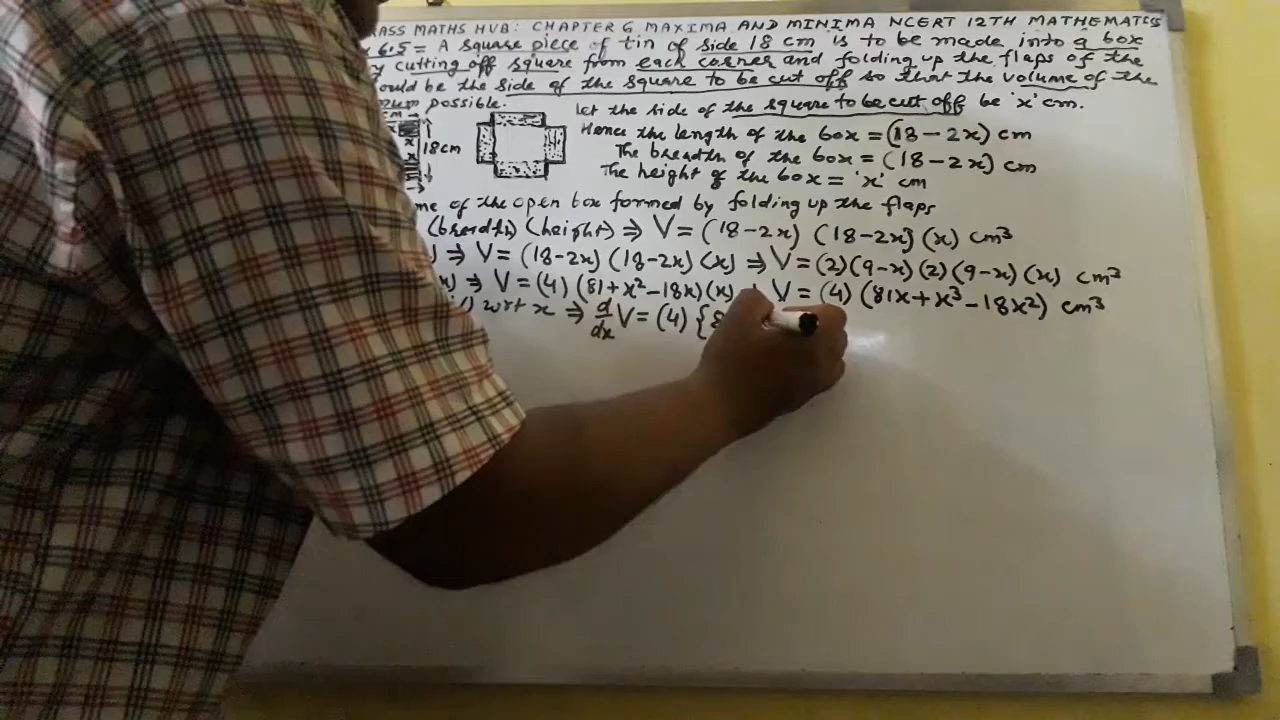 MATHS HUB: CHAPTER 6 MAXIMA AND MINIMA NCERT 12TH MATHEMATICS
6.5 = A square piece of tin of side 18 cm is to be made into a box
cutting off square from each corner and folding up the flaps of the
be the side of the square to be cut off so that the volume of the
possible.
let the side of the square to be cut off be 'x' cm.
18cm
Hence the length of the box = (18-2x) cm
The breadth of the box = (18-2x) cm
The height of the box = 'x' cm
of the open box formed by folding up the flaps
(breadth) (height) ⇒ V = (18-2x) (18-2x) (x) cm³
⇒ V = (18-2x) (18-2x) (x) ⇒ V = (2)(9-x)(2)(9-x)(x) cm³
⇒ V = (4) (81+x²-18x)(x) V = (4) (81x+x³-18x²) cm³
wrt x ⇒ d/dx V = (4) {8